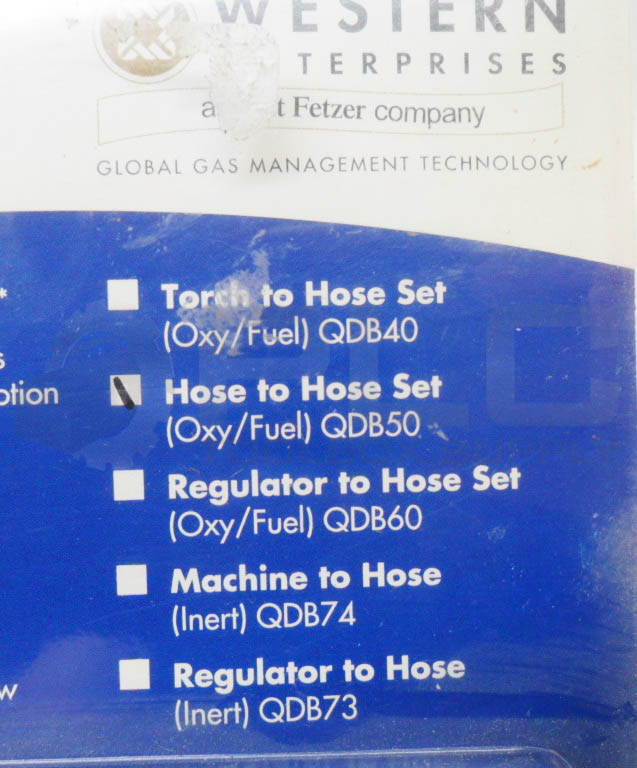 WESTERN
TERPRISES
a t Fetzer company
GLOBAL GAS MANAGEMENT TECHNOLOGY
*
Torch to Hose Set
(Oxy/Fuel) QDB40
s
ption
Hose to Hose Set
(Oxy/Fuel) QDB50
PLC
Regulator to Hose Set
(Oxy/Fuel) QDB60
Machine to Hose
(Inert) QDB74
Regulator to Hose
w
(Inert) QDB73